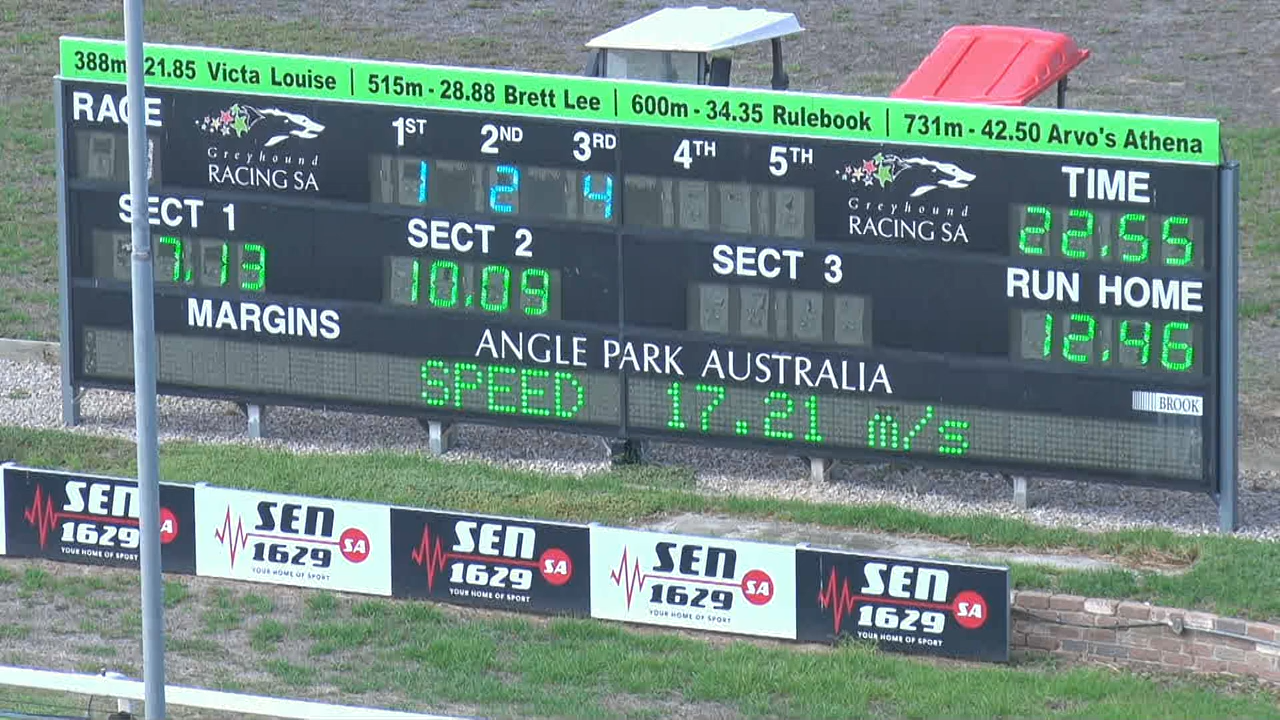 388m 21.85 Victa Louise | 515m - 28.88 Brett Lee | 600m - 34.35 Rulebook | 731m - 42.50 Arvo's Athena
RACE
Greyhound
RACING SA
1ST 2ND 3RD 4TH 5TH
1 2 4
Greyhound
RACING SA
TIME
22.55
SECT 1
7.13
SECT 2
10.09
SECT 3
RUN HOME
12.46
MARGINS
ANGLE PARK AUSTRALIA
SPEED 17.21 m/s
BROOK
SEN
1629 SA
YOUR HOME OF SPORT
SEN
1629 SA
YOUR HOME OF SPORT
SEN
1629 SA
YOUR HOME OF SPORT
SEN
1629 SA
YOUR HOME OF SPORT
SEN
1629 SA
YOUR HOME OF SPORT